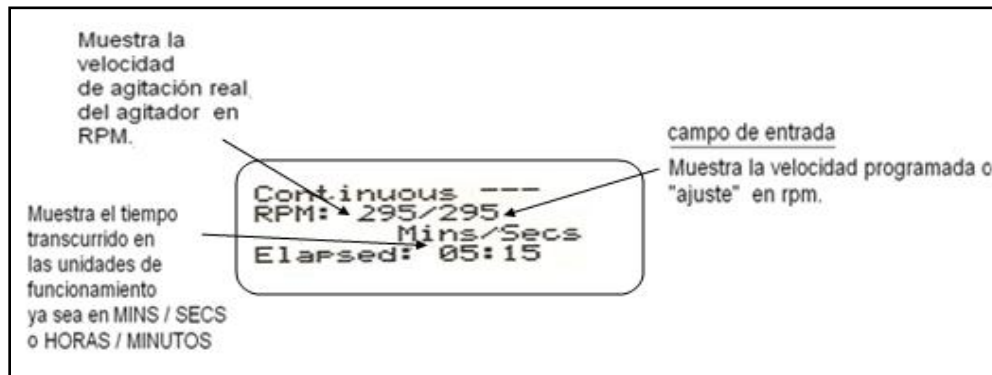 Muestra la
velocidad
de agitación real
del agitador en
RPM.
campo de entrada
Muestra la velocidad programada o
"ajuste" en rpm.
Continuous ---
RPM: 295/295
Mins/Secs
Elapsed: 05:15
Muestra el tiempo
transcurrido en
las unidades de
funcionamiento
ya sea en MINS / SECS
o HORAS / MINUTOS